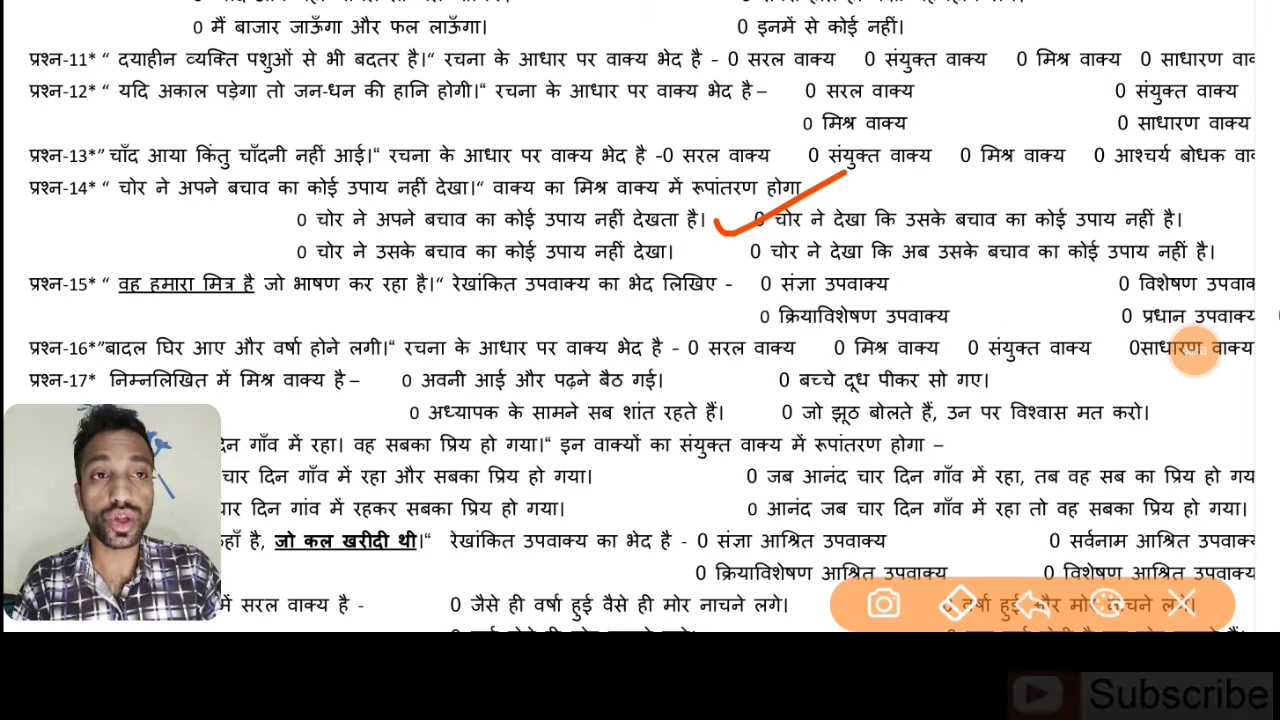 0 मैं बाजार जाऊँगा और फल लाऊँगा। 0 इनमें से कोई नहीं।
प्रश्न-11* “ दयाहीन व्यक्ति पशुओं से भी बदतर है।“ रचना के आधार पर वाक्य भेद है - 0 सरल वाक्य 0 संयुक्त वाक्य 0 मिश्र वाक्य 0 साधारण
प्रश्न-12* “ यदि अकाल पड़ेगा तो जन-धन की हानि होगी।“ रचना के आधार पर वाक्य भेद है – 0 सरल वाक्य 0 संयुक्त वाक्य
0 मिश्र वाक्य 0 साधारण वाक्य
प्रश्न-13*” चाँद आया किंतु चाँदनी नहीं आई।“ रचना के आधार पर वाक्य भेद है -0 सरल वाक्य 0 संयुक्त वाक्य 0 मिश्र वाक्य 0 आश्चर्य बोधक
प्रश्न-14* “ चोर ने अपने बचाव का कोई उपाय नहीं देखा।“ वाक्य का मिश्र वाक्य में रूपांतरण होगा
0 चोर ने अपने बचाव का कोई उपाय नहीं देखता है। 0 चोर ने देखा कि उसके बचाव का कोई उपाय नहीं है।
0 चोर ने उसके बचाव का कोई उपाय नहीं देखा। 0 चोर ने देखा कि अब उसके बचाव का कोई उपाय नहीं है।
प्रश्न-15* “ वह हमारा मित्र है जो भाषण कर रहा है।“ रेखांकित उपवाक्य का भेद लिखिए - 0 संज्ञा उपवाक्य 0 विशेषण
0 क्रियाविशेषण उपवाक्य 0 प्रधान उपवाक्य
प्रश्न-16*”बादल घिर आए और वर्षा होने लगी।“ रचना के आधार पर वाक्य भेद है - 0 सरल वाक्य 0 मिश्र वाक्य 0 संयुक्त वाक्य 0साधारण वाक्य
प्रश्न-17* निम्नलिखित में मिश्र वाक्य है – 0 अवनी आई और पढ़ने बैठ गई। 0 बच्चे दूध पीकर सो गए।
0 अध्यापक के सामने सब शांत रहते हैं। 0 जो झूठ बोलते हैं, उन पर विश्वास मत करो।
गाँव में रहा। वह सबका प्रिय हो गया।“ इन वाक्यों का संयुक्त वाक्य में रूपांतरण होगा –
चार दिन गाँव में रहा और सबका प्रिय हो गया। 0 जब आनंद चार दिन गाँव में रहा, तब वह सब का प्रिय हो
दिन गांव में रहकर सबका प्रिय हो गया। 0 आनंद जब चार दिन गाँव में रहा तो वह सबका प्रिय हो गया।
है, जो कल खरीदी थी।“ रेखांकित उपवाक्य का भेद है - 0 संज्ञा आश्रित उपवाक्य 0 सर्वनाम आश्रित
0 क्रियाविशेषण आश्रित उपवाक्य 0 विशेषण आश्रित उपवाक्य
में सरल वाक्य है - 0 जैसे ही वर्षा हुई वैसे ही मोर नाचने लगे। 0 वर्षा हुई और मोर नाचने लगे।
Subscribe